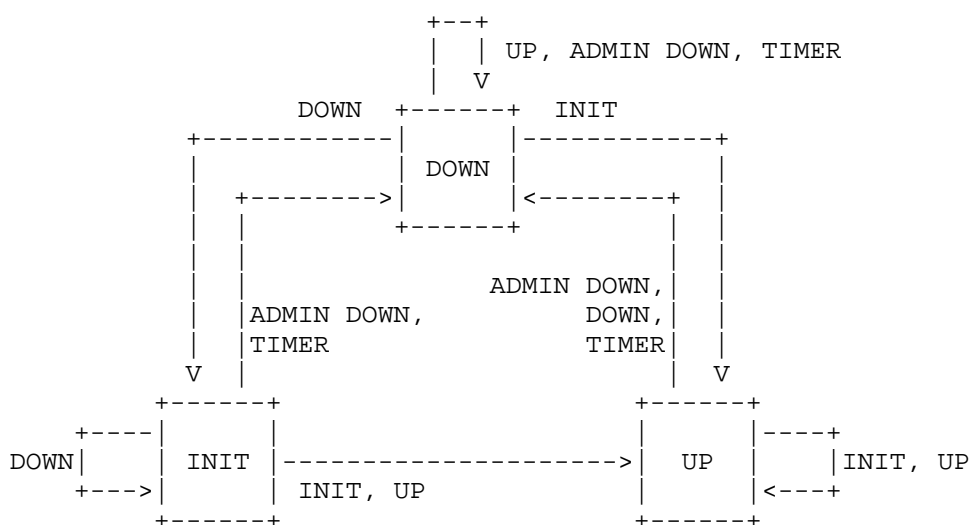 UP, ADMIN DOWN, TIMER
DOWN INIT
DOWN
ADMIN DOWN,
ADMIN DOWN, DOWN,
TIMER TIMER
INIT UP
DOWN INIT, UP
INIT, UP